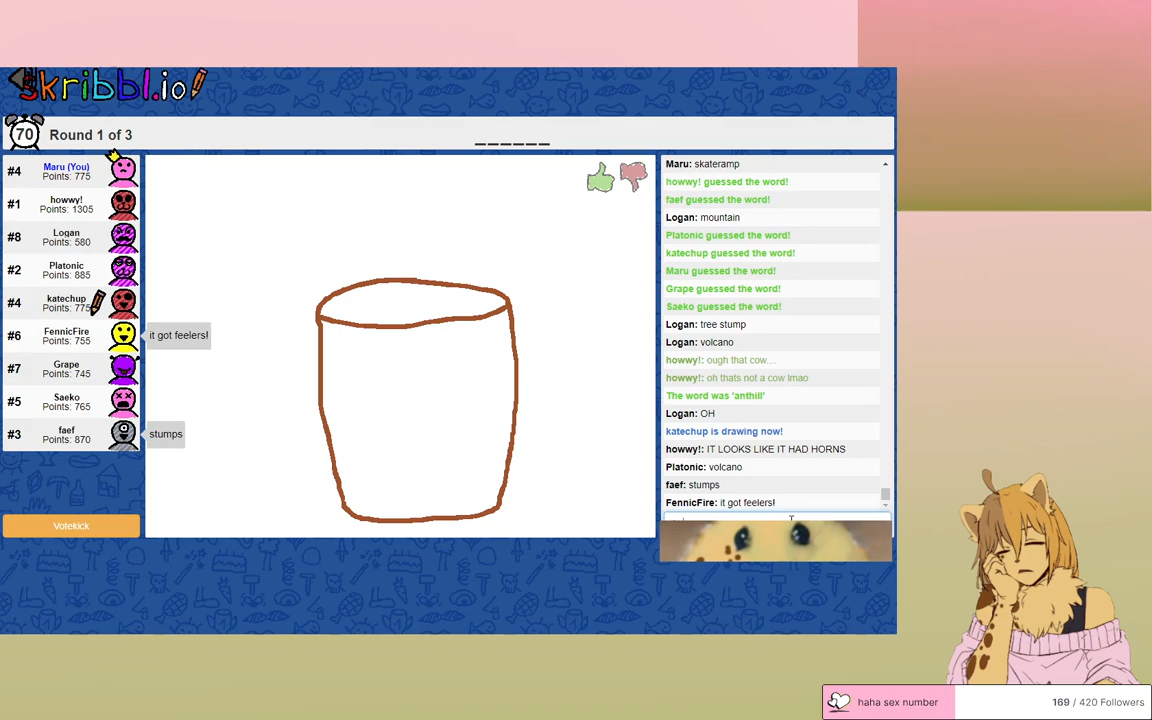 skribbl.io!
70
Round 1 of 3
______
#4 Maru (You)
Points: 775
#1 howwy!
Points: 1305
#8 Logan
Points: 580
#2 Platonic
Points: 885
#4 katechup
Points: 775
#6 FennicFire
Points: 755
it got feelers!
#7 Grape
Points: 745
#5 Saeko
Points: 765
#3 faef
Points: 870
stumps
Votekick
Maru: skateramp
howwy! guessed the word!
faef guessed the word!
Logan: mountain
Platonic guessed the word!
katechup guessed the word!
Maru guessed the word!
Grape guessed the word!
Saeko guessed the word!
Logan: tree stump
Logan: volcano
howwy!: ough that cow....
howwy!: oh thats not a cow lmao
The word was 'anthill'
Logan: OH
katechup is drawing now!
howwy!: IT LOOKS LIKE IT HAD HORNS
Platonic: volcano
faef: stumps
FennicFire: it got feelers!
haha sex number
169 / 420 Followers